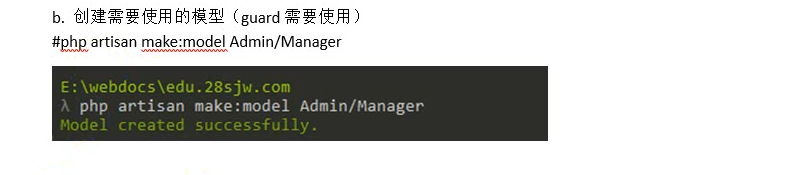 b. 创建需要使用的模型（guard 需要使用）
#php artisan make:model Admin/Manager
E:\webdocs\edu.28sjw.com
λ php artisan make:model Admin/Manager
Model created successfully.